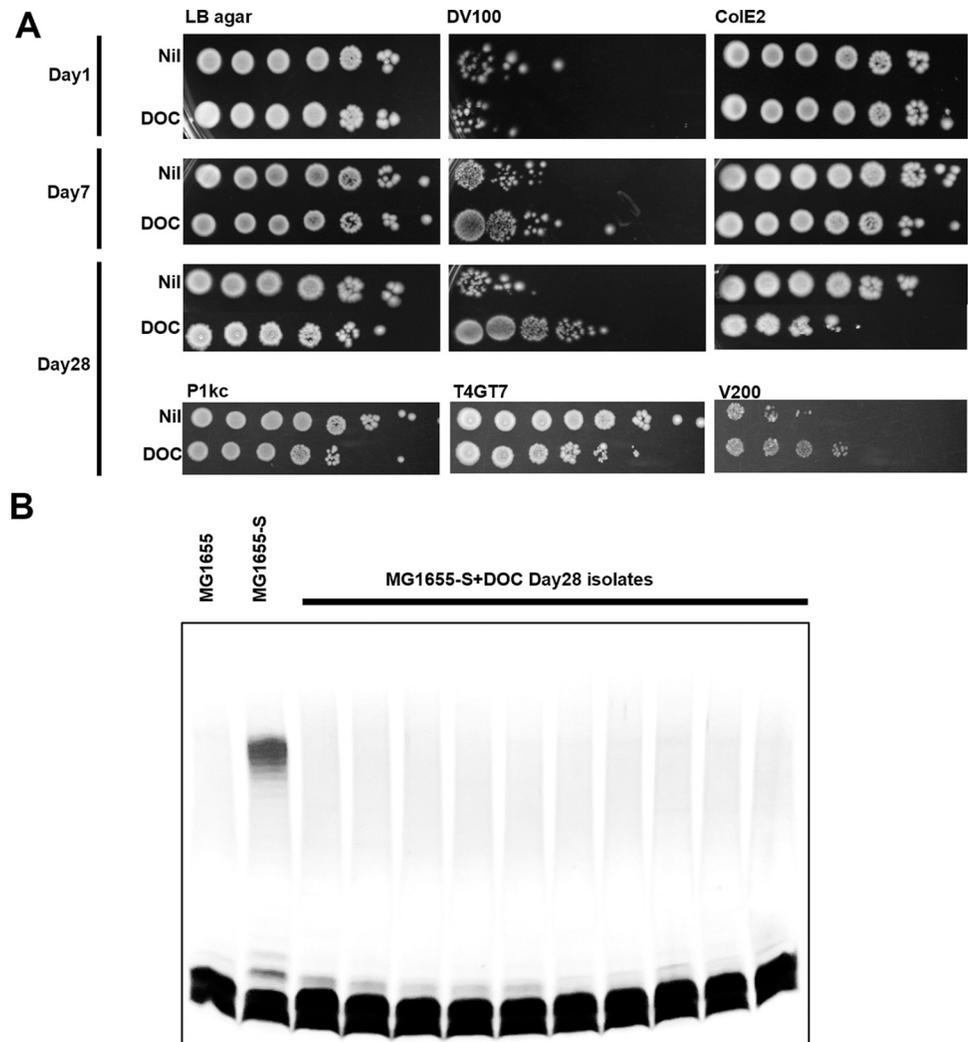 A
LB agar DV100 ColE2
Day1
Nil
DOC
Day7
Nil
DOC
Day28
Nil
DOC
P1kc T4GT7 V200
Nil
DOC
B
MG1655
MG1655-S
MG1655-S+DOC Day28 isolates